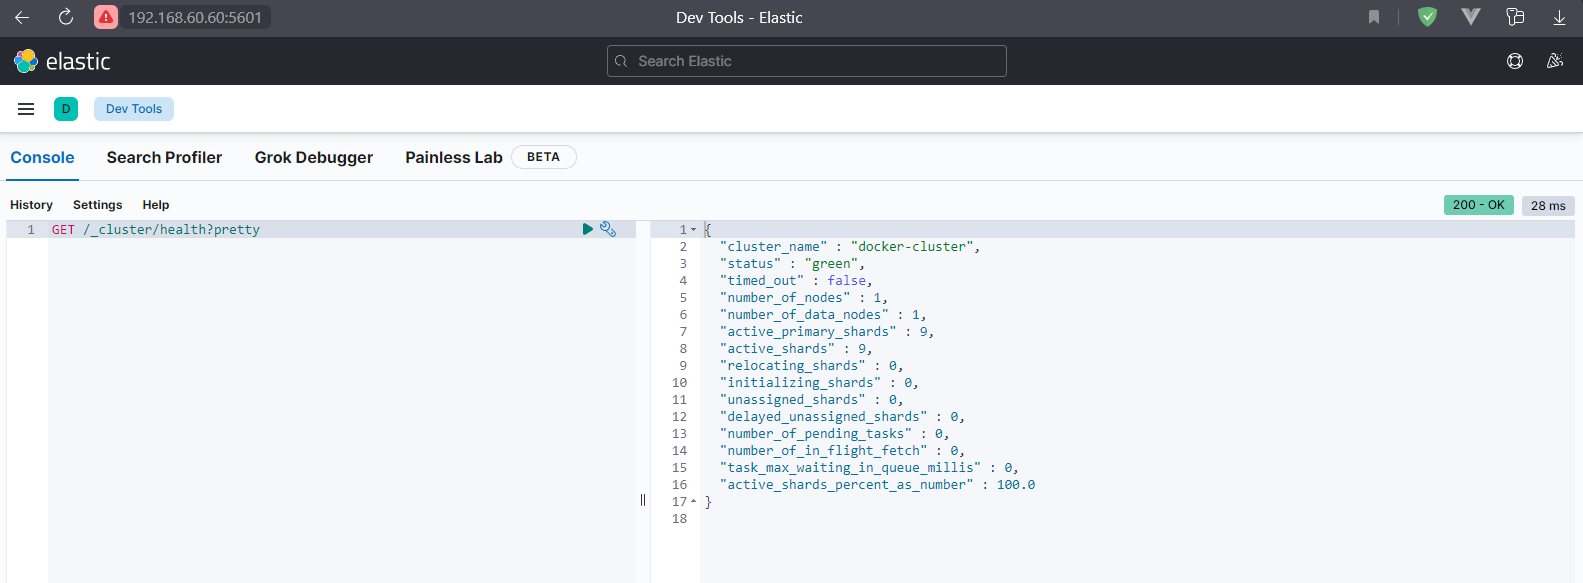 192.168.60.60:5601
Dev Tools - Elastic
elastic
Search Elastic
D
Dev Tools
Console
Search Profiler
Grok Debugger
Painless Lab
BETA
History
Settings
Help
200 - OK
28 ms
1 GET /_cluster/health?pretty
1 {
2 "cluster_name" : "docker-cluster",
3 "status" : "green",
4 "timed_out" : false,
5 "number_of_nodes" : 1,
6 "number_of_data_nodes" : 1,
7 "active_primary_shards" : 9,
8 "active_shards" : 9,
9 "relocating_shards" : 0,
10 "initializing_shards" : 0,
11 "unassigned_shards" : 0,
12 "delayed_unassigned_shards" : 0,
13 "number_of_pending_tasks" : 0,
14 "number_of_in_flight_fetch" : 0,
15 "task_max_waiting_in_queue_millis" : 0,
16 "active_shards_percent_as_number" : 100.0
17 }
18